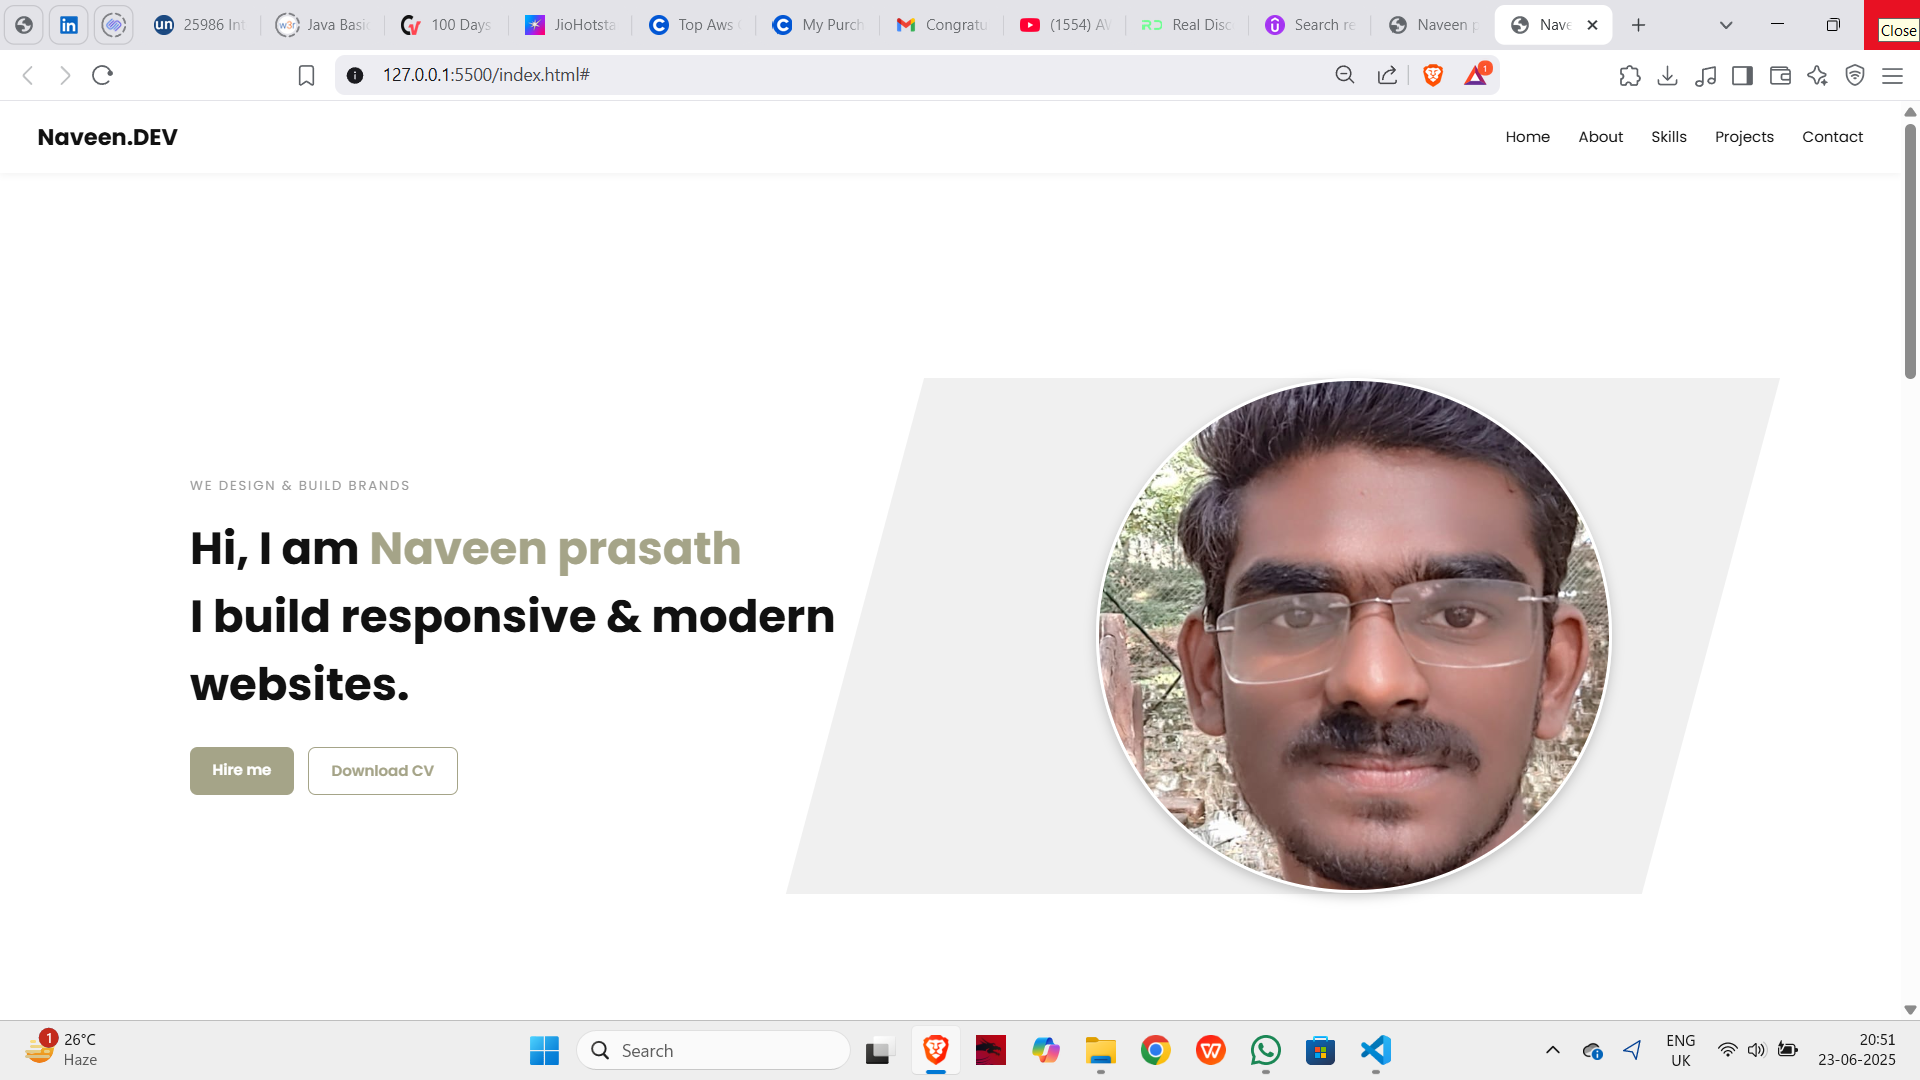 25986 Int
Java Basic
100 Days
JioHotsta
Top Aws
My Purch
Congratu
(1554) AW
Real Disc
Search re
Naveen p
Nave
Close
127.0.0.1:5500/index.html#
1
Naveen.DEV
Home
About
Skills
Projects
Contact
WE DESIGN & BUILD BRANDS
Hi, I am Naveen prasath
I build responsive & modern
websites.
Hire me
Download CV
1
26°C
Haze
Search
ENG
UK
20:51
23-06-2025